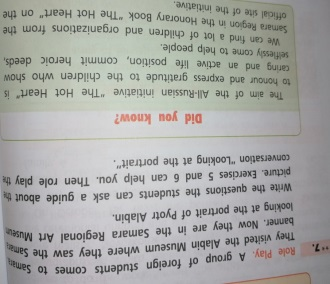 **7. Role Play. A group of foreign students comes to Samara.
They visited the Alabin Museum where they saw the Samara
banner. Now they are in the Samara Regional Art Museum
looking at the portrait of Pyotr Alabin.
Write the questions the students can ask a guide about the
picture. Exercises 5 and 6 can help you. Then role play the
conversation "Looking at the portrait".
Did you know?
The aim of the All-Russian initiative "The Hot Heart" is
to honour and express gratitude to the children who show
caring and an active life position, commit heroic deeds,
selflessly come to help people.
We can find a lot of children and organizations from the
Samara Region in the Honorary Book "The Hot Heart" on the
official site of the initiative.